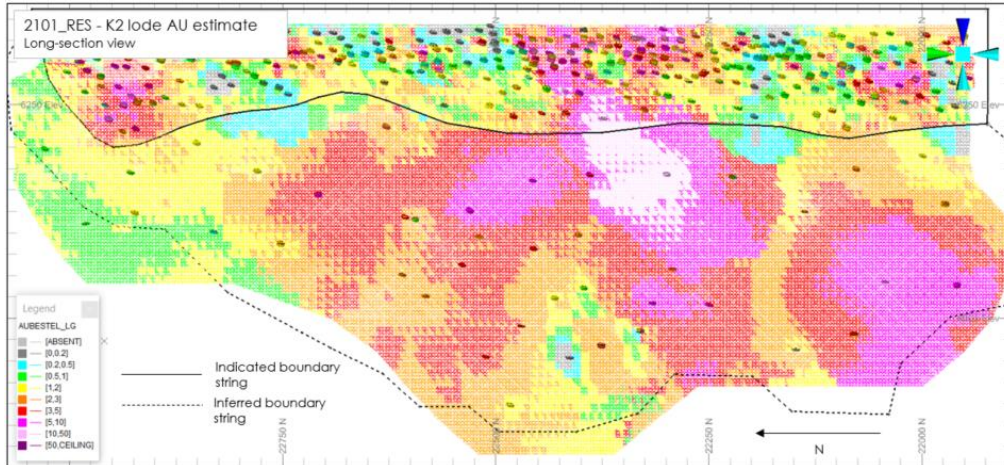 2101_RES - K2 lode AU estimate
Long-section view
6250 Elev
Legend
AUBESTEL_LG
[ABSENT]
[0,0.2]
[0.2,0.5]
[0.5,1]
[1,2]
[2,3]
[3,5]
[5,10]
[10,50]
[50,CEILING]
Indicated boundary
string
Inferred boundary
string
22750 N
22250 N
22000 N
N